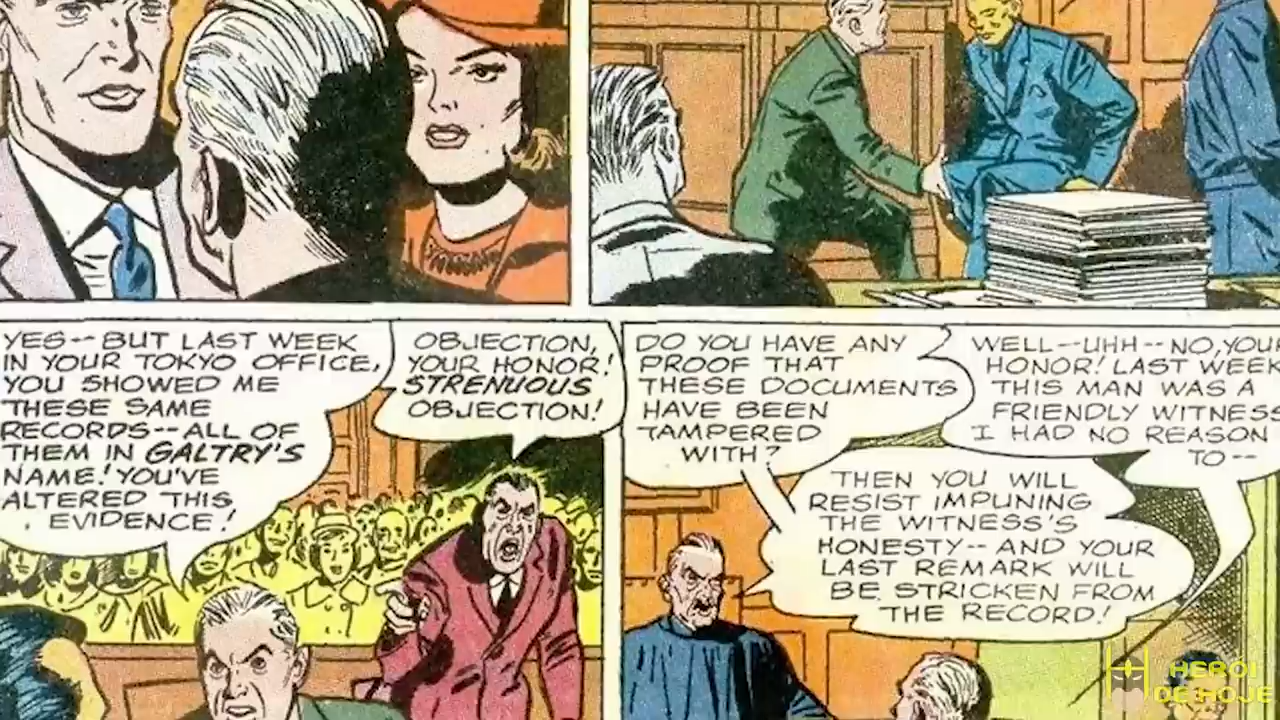 YES--BUT LAST WEEK
IN YOUR TOKYO OFFICE,
YOU SHOWED ME
THESE SAME
RECORDS--ALL OF
THEM IN GALTRY'S
NAME! YOU'VE
ALTERED THIS
EVIDENCE!
OBJECTION,
YOUR HONOR!
STRENUOUS
OBJECTION!
DO YOU HAVE ANY
PROOF THAT
THESE DOCUMENTS
HAVE BEEN
TAMPERED
WITH?
WELL--UHH--NO, YOUR
HONOR! LAST WEEK
THIS MAN WAS A
FRIENDLY WITNESS
I HAD NO REASON
TO--
THEN YOU WILL
RESIST IMPUNING
THE WITNESS'S
HONESTY--AND YOUR
LAST REMARK WILL
BE STRICKEN FROM
THE RECORD!
HERÓI
DE HOJE